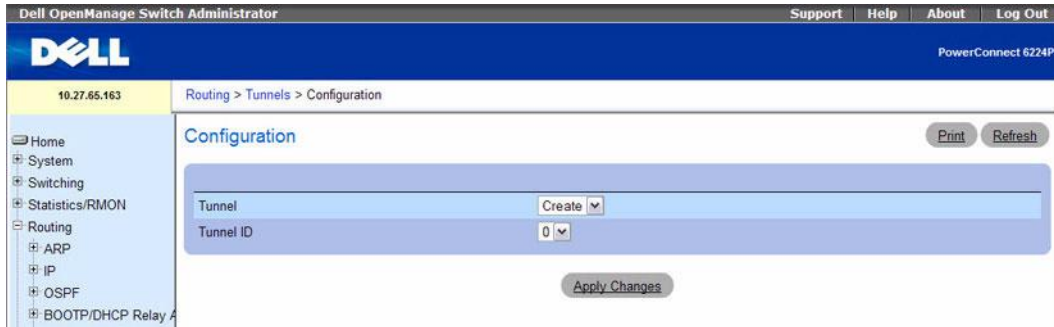 Dell OpenManage Switch Administrator
Support Help About Log Out
DELL
PowerConnect 6224P
10.27.65.163
Routing > Tunnels > Configuration
Home
System
Switching
Statistics/RMON
Routing
ARP
IP
OSPF
BOOTP/DHCP Relay A
Configuration
Print Refresh
Tunnel Create
Tunnel ID 0
Apply Changes